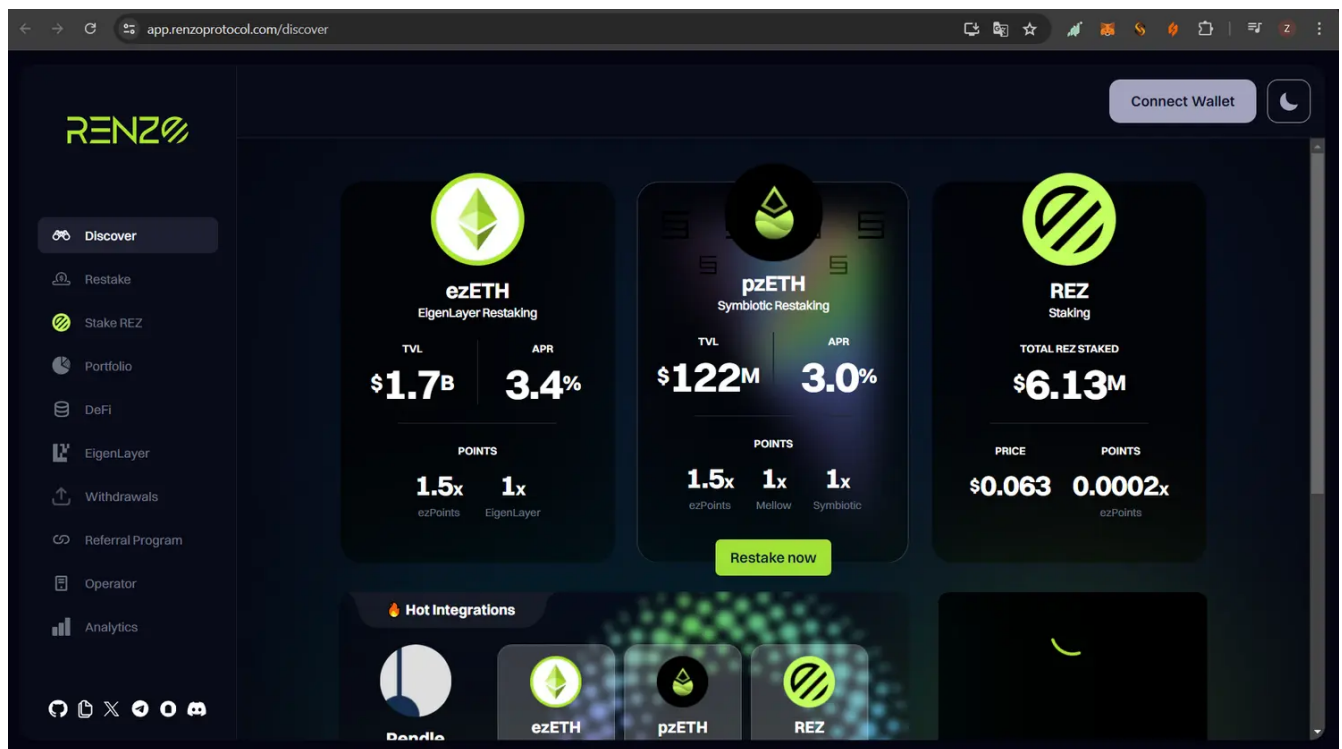 app.renzoprotocol.com/discover
Z
RENZO
Connect Wallet
Discover
Restake
Stake REZ
Portfolio
DeFi
EigenLayer
Withdrawals
Referral Program
Operator
Analytics
ezETH
EigenLayer Restaking
TVL
APR
$1.7B
3.4%
POINTS
1.5x
1x
ezPoints
EigenLayer
pzETH
Symbiotic Restaking
TVL
APR
$122M
3.0%
POINTS
1.5x
1x
1x
ezPoints
Mellow
Symbiotic
Restake now
REZ
Staking
TOTAL REZ STAKED
$6.13M
PRICE
POINTS
$0.063
0.0002x
ezPoints
Hot Integrations
Pendle
ezETH
pzETH
REZ